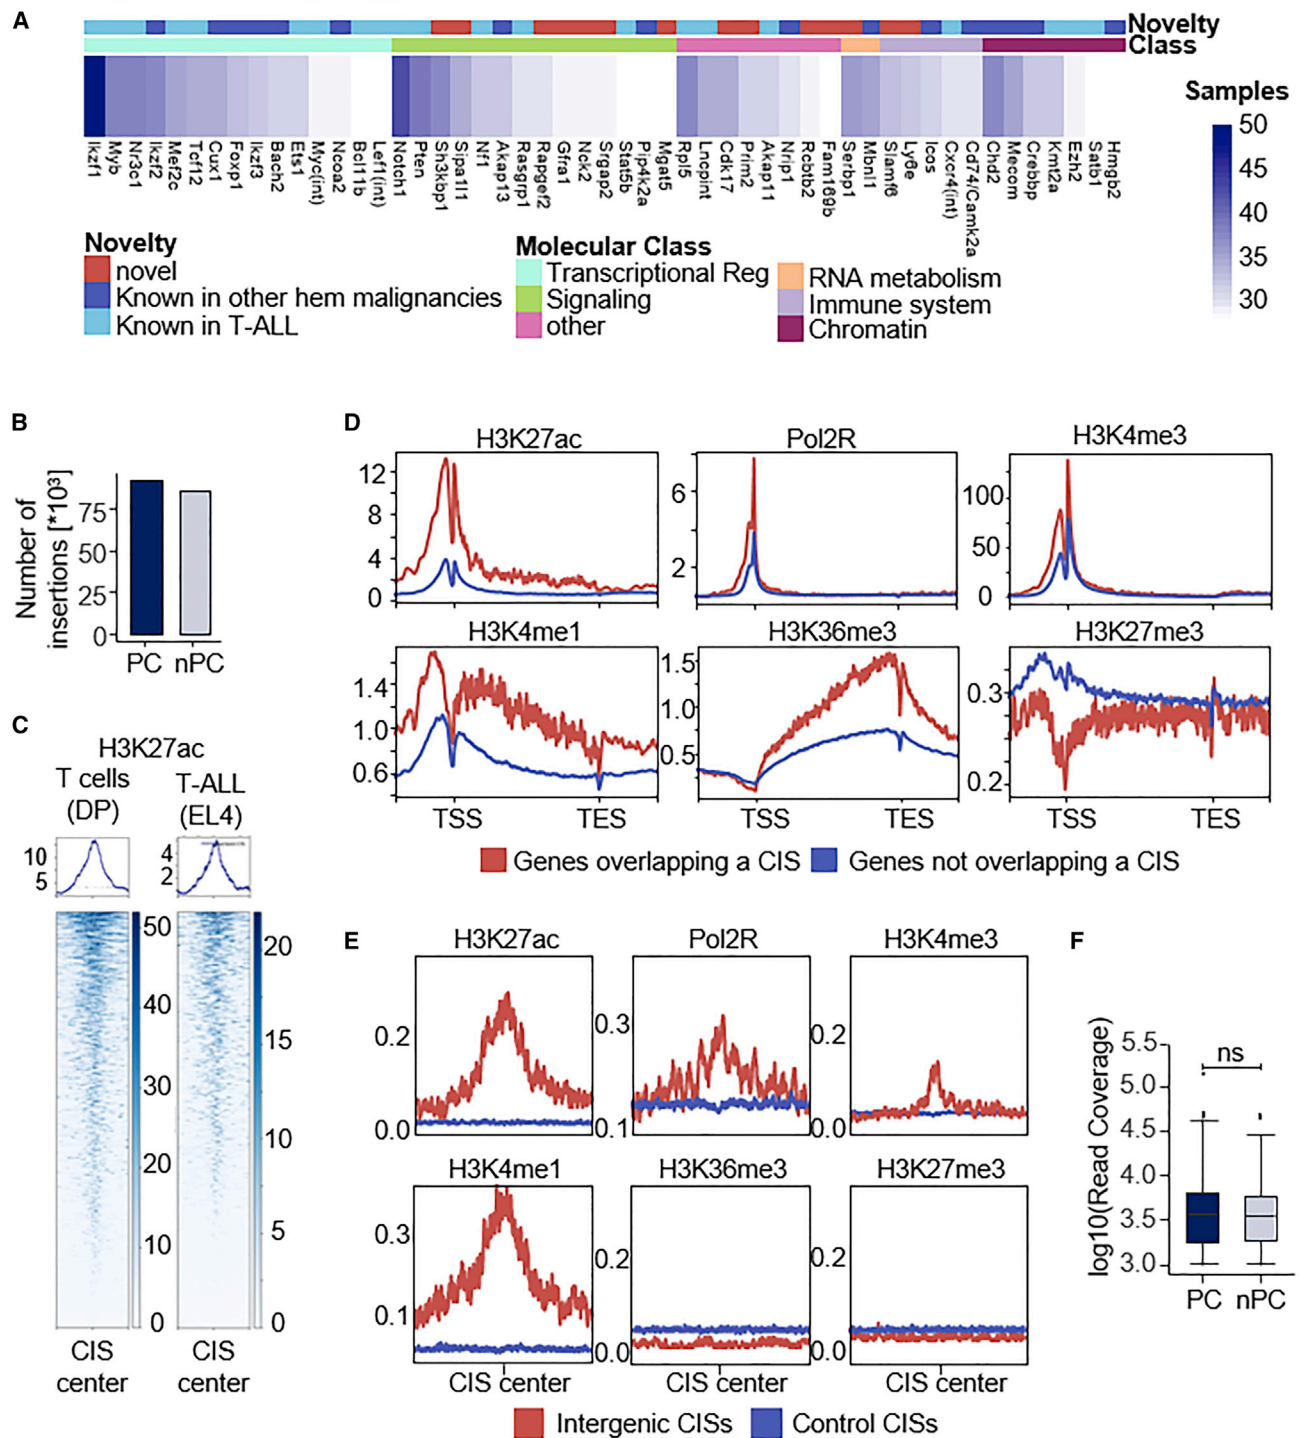 A
Novelty
Class
Ikzf1
Myb
Nr3c1
Ikzf2
Mef2c
Tcf12
Cux1
Foxp1
Ikzf3
Bach2
Ets1
Myc(int)
Ncoa2
Bcl11b
Lef1(int)
Notch1
Pten
Sh3kbp1
Sipa1l1
Nf1
Akap13
Rasgrp1
Rapgef2
Gfra1
Nck2
Srgap2
Stat5b
Pip4k2a
Mgat5
Rpl5
Lncpint
Cdk17
Prim2
Akap11
Nrip1
Rcbtb2
Fam169b
Serbp1
Mbnl1
Slamf6
Ly6e
Icos
Cxcr4(int)
Cd74/Camk2a
Chd2
Mecom
Crebbp
Kmt2a
Ezh2
Satb1
Hmgb2
Samples
50
45
40
35
30
Novelty
novel
Known in other hem malignancies
Known in T-ALL
Molecular Class
Transcriptional Reg
Signaling
other
RNA metabolism
Immune system
Chromatin
B
Number of
insertions [*10³]
75
50
25
0
PC nPC
C
H3K27ac
T cells
(DP)
T-ALL
(EL4)
10
5
4
2
50
40
30
20
10
0
20
15
10
5
0
CIS
center
CIS
center
D
H3K27ac
12
8
4
0
Pol2R
6
2
H3K4me3
100
50
0
H3K4me1
1.4
1.0
0.6
H3K36me3
1.5
1.0
0.5
H3K27me3
0.3
0.2
TSS TES
TSS TES
TSS TES
Genes overlapping a CIS
Genes not overlapping a CIS
E
H3K27ac
0.2
0.0
Pol2R
0.3
0.1
H3K4me3
0.2
0.0
H3K4me1
0.3
0.1
H3K36me3
0.2
0.0
H3K27me3
0.2
0.0
CIS center
CIS center
CIS center
Intergenic CISs
Control CISs
F
log10(Read Coverage)
5.5
5.0
4.5
4.0
3.5
3.0
ns
PC nPC